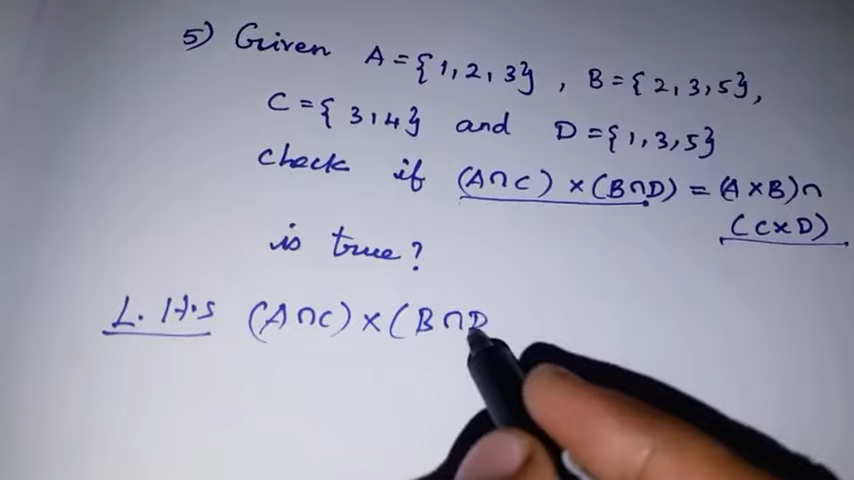 5) Given A = {1, 2, 3}, B = {2, 3, 5},
C = {3, 4} and D = {1, 3, 5}
check if (A∩C) × (B∩D) = (A×B)∩
(C×D)
is true?
L.H.S (A∩C) × (B∩D